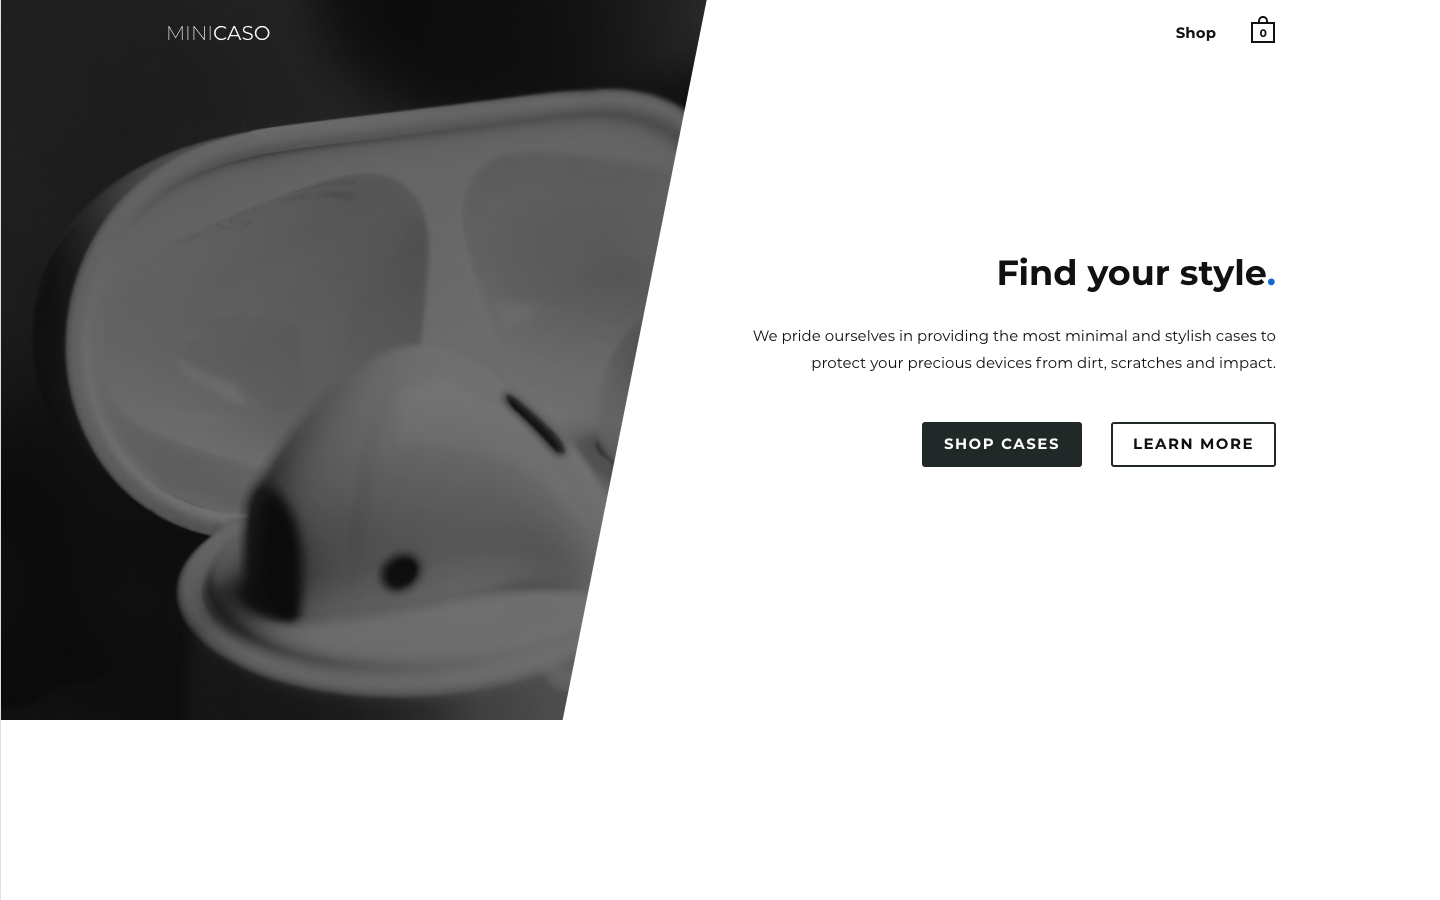 MINICASO
Shop
0
Find your style.
We pride ourselves in providing the most minimal and stylish cases to
protect your precious devices from dirt, scratches and impact.
SHOP CASES
LEARN MORE